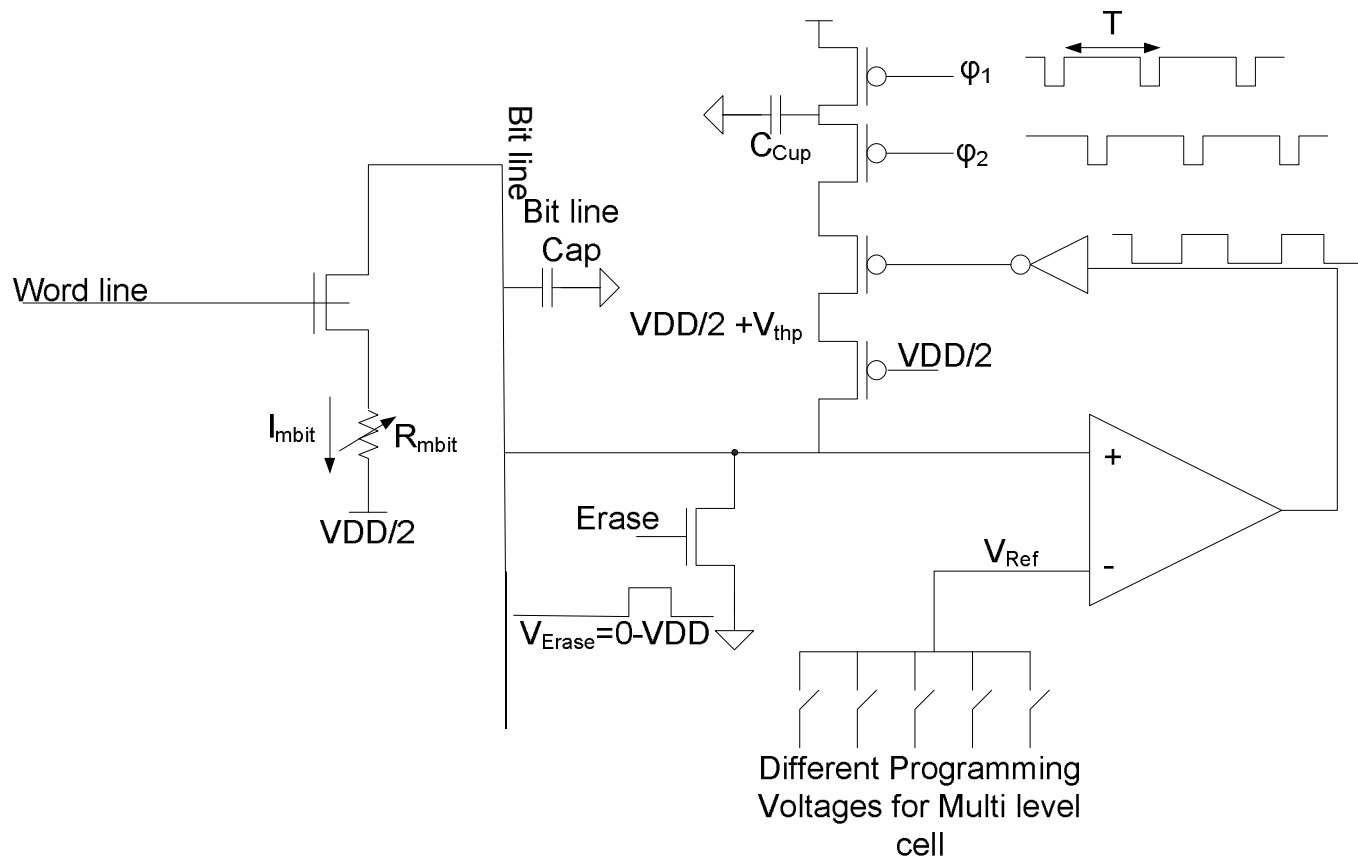 T
φ1
Bit line
CCup
φ2
Bit line
Cap
Word line
VDD/2 +Vthp
VDD/2
Imbit
Rmbit
+
VDD/2
Erase
VRef
-
VErase=0-VDD
Different Programming
Voltages for Multi level
cell